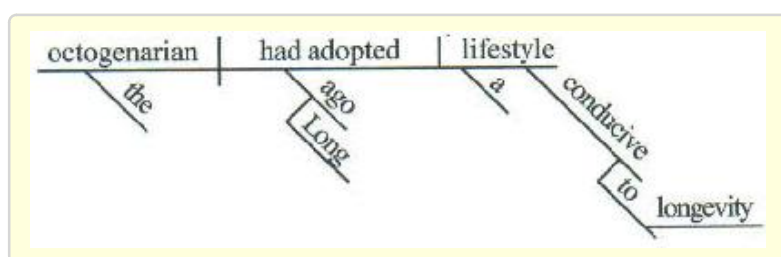 octogenarian had adopted lifestyle
the ago a conducive
Long to longevity